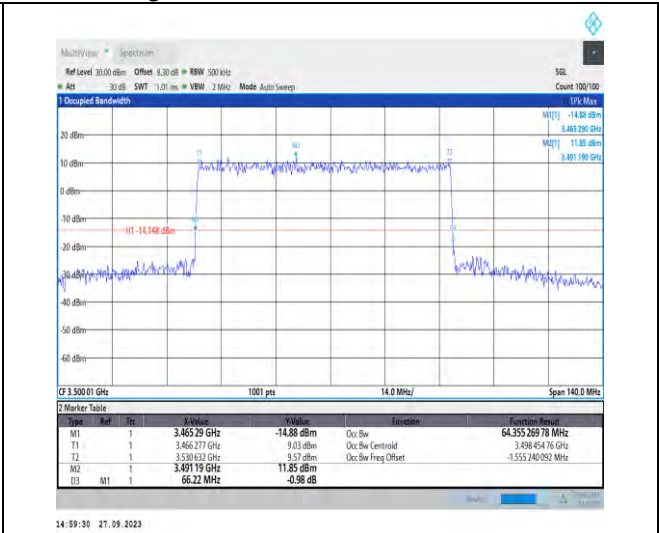 MultiView Spectrum
Ref Level 30.00 dBm Offset 8.30 dB RBW 500 kHz SGL
Att 30 dB SWT 1.01 ms VBW 2 MHz Mode Auto Sweep Count 100/100
1 Occupied Bandwidth 1Pk Max
M1[1] -14.88 dBm
3.465 290 GHz
M2[1] 11.85 dBm
3.491 190 GHz
20 dBm
M2
T1
T2
10 dBm
0 dBm
-10 dBm
M1
H1 -14.148 dBm
D3
-20 dBm
-30 dBm
-40 dBm
-50 dBm
-60 dBm
CF 3.500 01 GHz 1001 pts 14.0 MHz/ Span 140.0 MHz
2 Marker Table
Type Ref Trc X-Value Y-Value Function Function Result
M1 1 3.465 29 GHz -14.88 dBm Occ Bw 64.355 269 78 MHz
T1 1 3.466 277 GHz 9.03 dBm Occ Bw Centroid 3.498 454 76 GHz
T2 1 3.530 632 GHz 9.57 dBm Occ Bw Freq Offset -1.555 240 092 MHz
M2 1 3.491 19 GHz 11.85 dBm
D3 M1 1 66.22 MHz -0.98 dB
14:59:30 27.09.2023